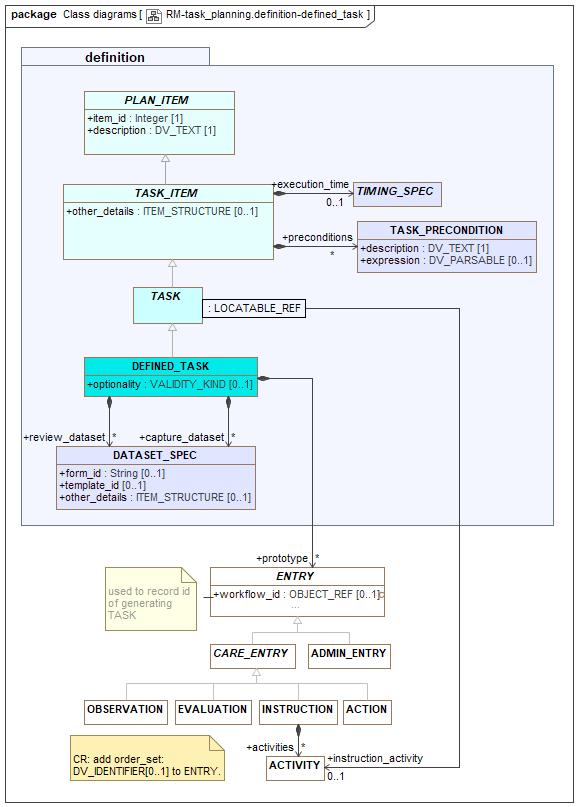 package Class diagrams [ RM-task_planning.definition-defined_task ]
definition
PLAN_ITEM
+item_id : Integer [1]
+description : DV_TEXT [1]
TASK_ITEM
+other_details : ITEM_STRUCTURE [0..1]
+execution_time
0..1
TIMING_SPEC
+preconditions
*
TASK_PRECONDITION
+description : DV_TEXT [1]
+expression : DV_PARSABLE [0..1]
TASK
: LOCATABLE_REF
DEFINED_TASK
+optionality : VALIDITY_KIND [0..1]
+review_dataset *
+capture_dataset *
DATASET_SPEC
+form_id : String [0..1]
+template_id [0..1]
+other_details : ITEM_STRUCTURE [0..1]
+prototype *
used to record id
of generating
TASK
ENTRY
+workflow_id : OBJECT_REF [0..1]
...
CARE_ENTRY
ADMIN_ENTRY
OBSERVATION
EVALUATION
INSTRUCTION
ACTION
+activities *
+instruction_activity
0..1
ACTIVITY
CR: add order_set:
DV_IDENTIFIER[0..1] to ENTRY.